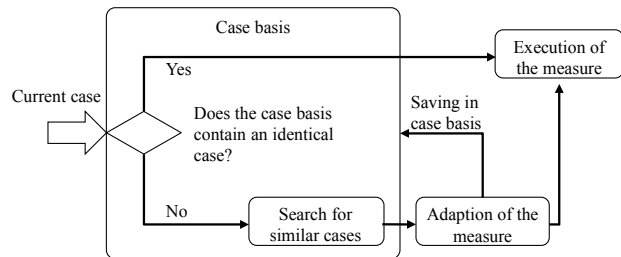 Case basis
Execution of
the measure
Yes
Current case
Does the case basis
contain an identical
case?
Saving in
case basis
No
Search for
similar cases
Adaption of the
measure